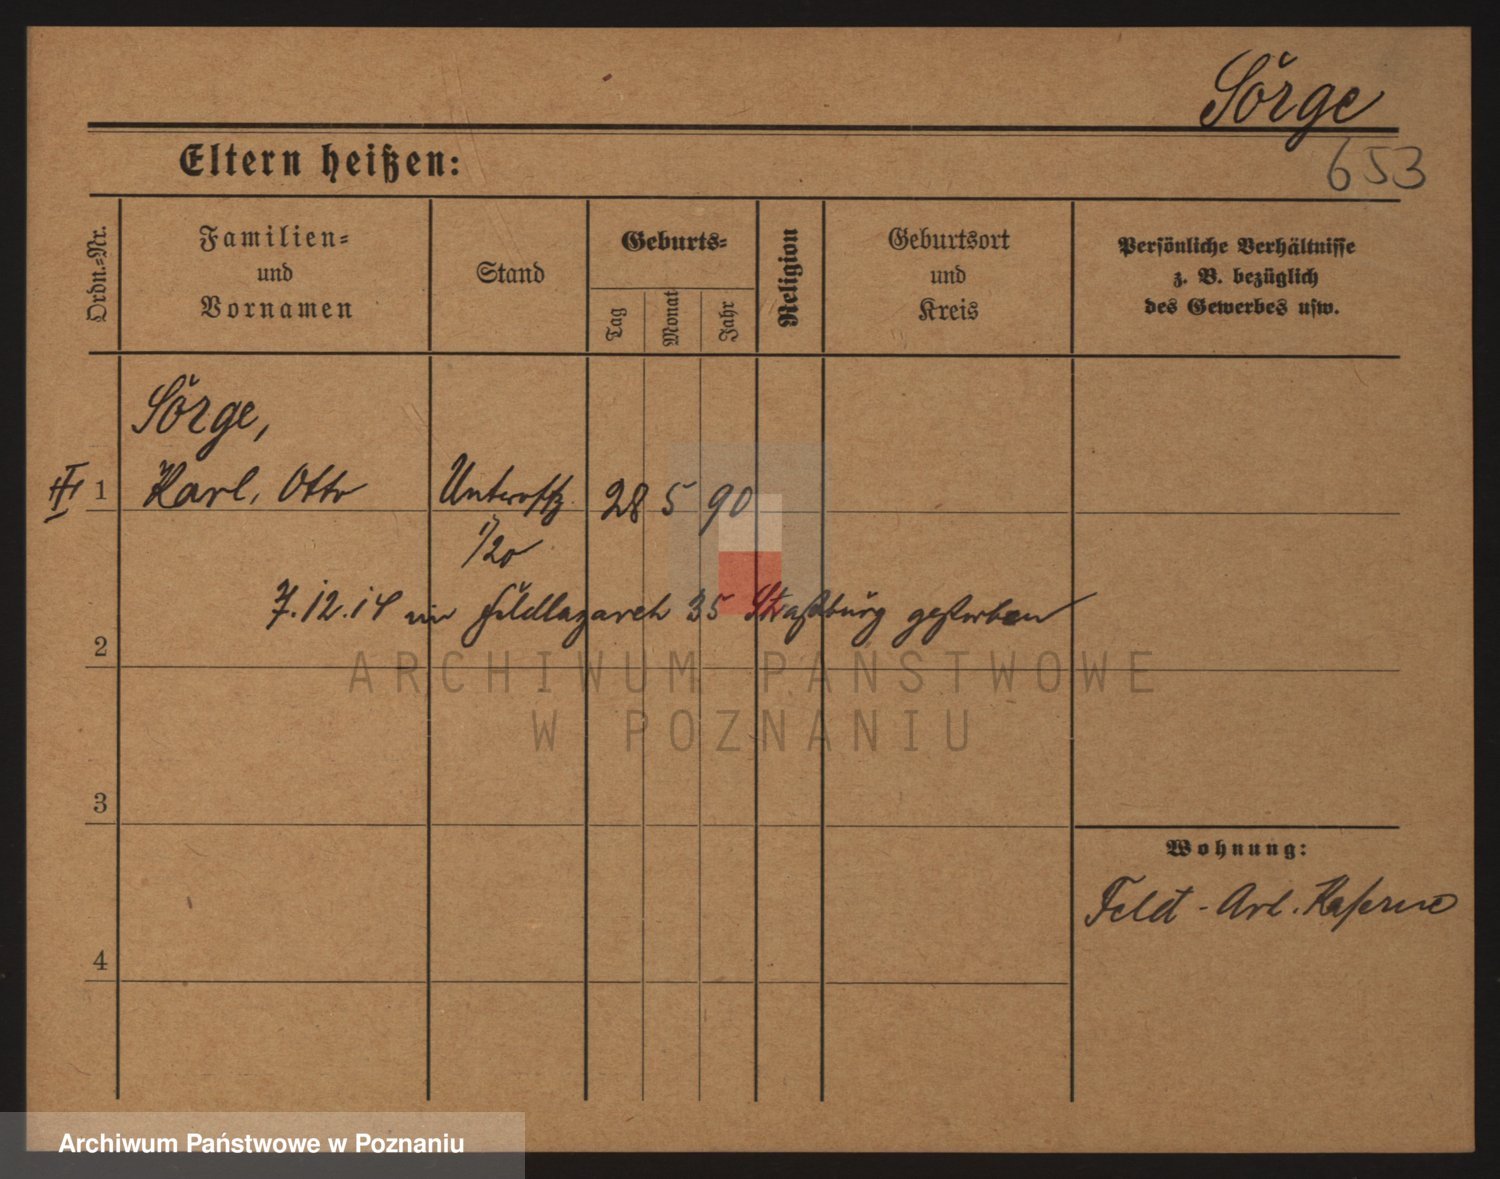 Sörge
653
Eltern heißen:
Ordn.=Nr.
Familien=
und
Vornamen
Stand
Geburts=
Tag
Monat
Jahr
Religion
Geburtsort
und
Kreis
Persönliche Verhältnisse
z. B. bezüglich
des Gewerbes usw.
Sörge,
1 Karl, Otto Unteroffz. 28 5 90
1/20
7.12.14 im Feldlazareth 35 Straßburg gestorben
2
ARCHIWUM PAŃSTWOWE
W POZNANIU
3
Wohnung:
Feld-Art. Kaserne
4
Archiwum Państwowe w Poznaniu